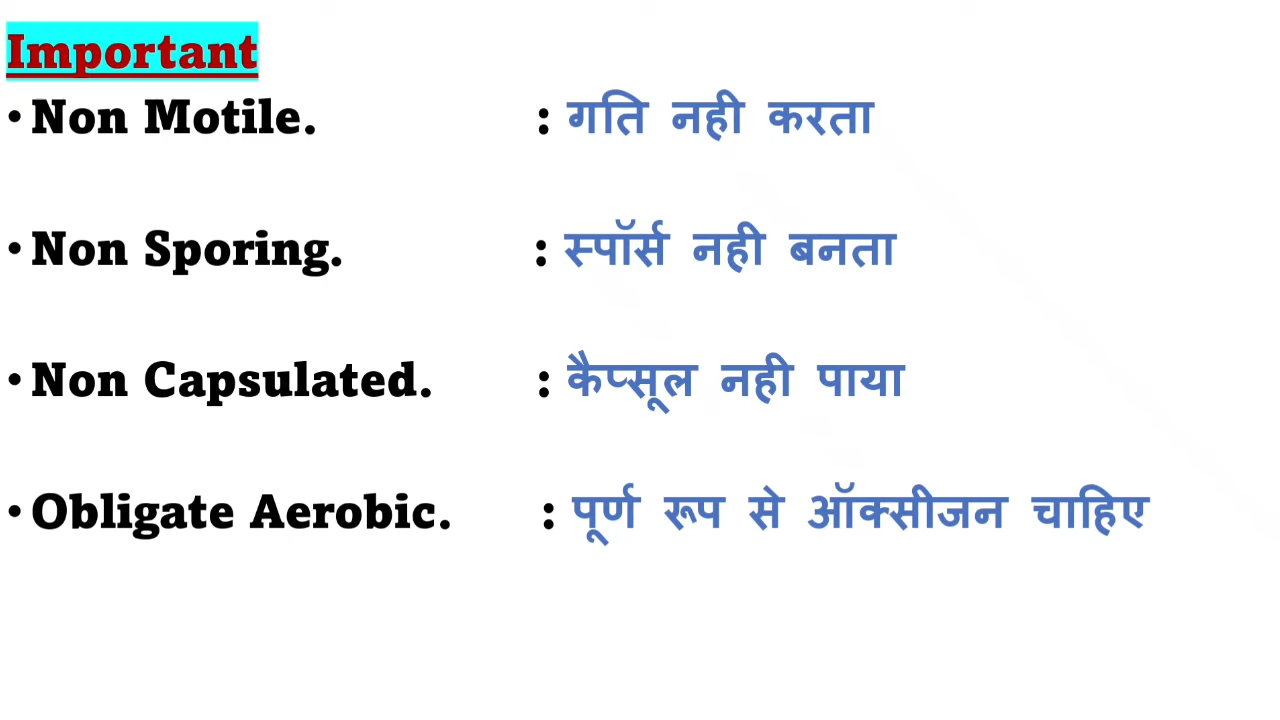 Important
• Non Motile. : गति नही करता
• Non Sporing. : स्पॉर्स नही बनता
• Non Capsulated. : कैप्सूल नही पाया
• Obligate Aerobic. : पूर्ण रूप से ऑक्सीजन चाहिए